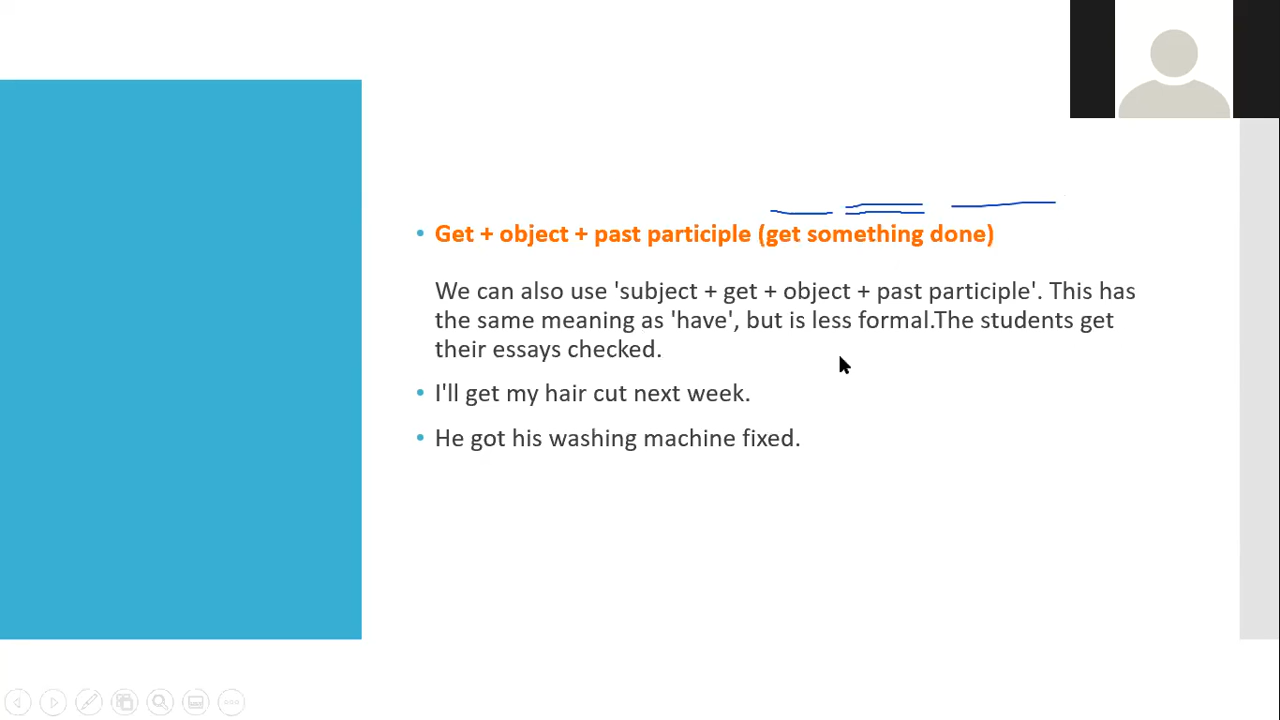 Get + object + past participle (get something done)
We can also use 'subject + get + object + past participle'. This has
the same meaning as 'have', but is less formal.The students get
their essays checked.
I'll get my hair cut next week.
He got his washing machine fixed.